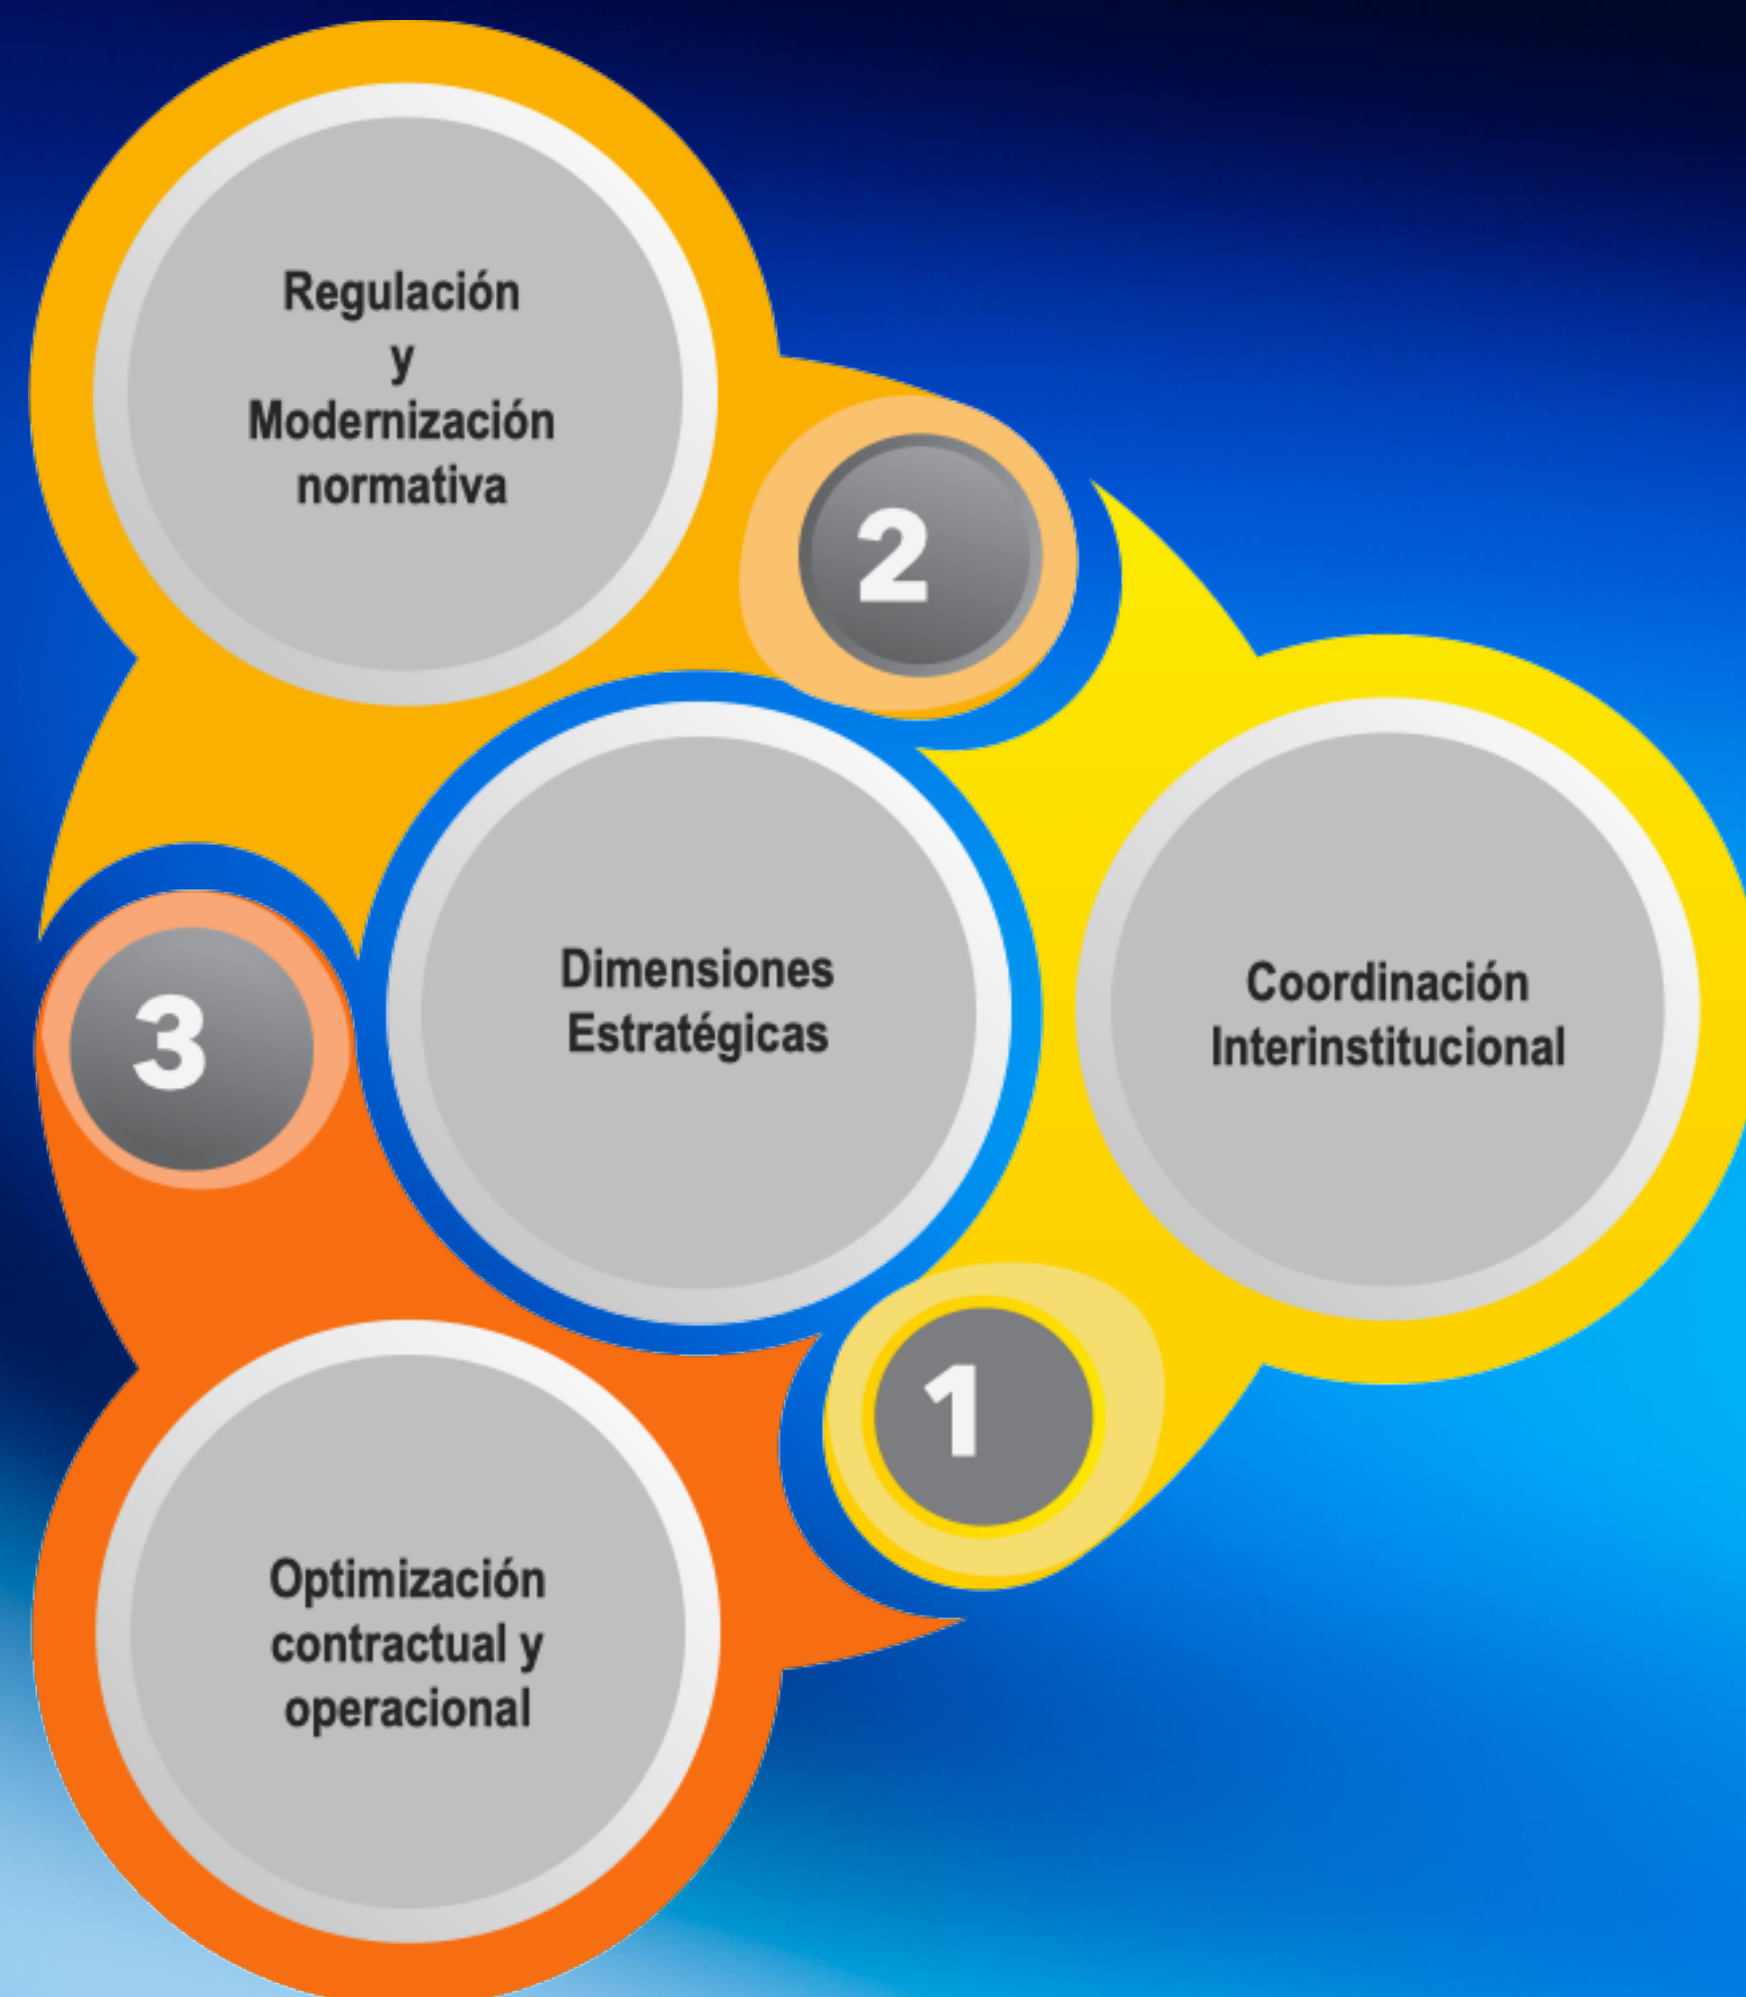 Regulación
y
Modernización
normativa
2
Dimensiones
Estratégicas
Coordinación
Interinstitucional
3
1
Optimización
contractual y
operacional